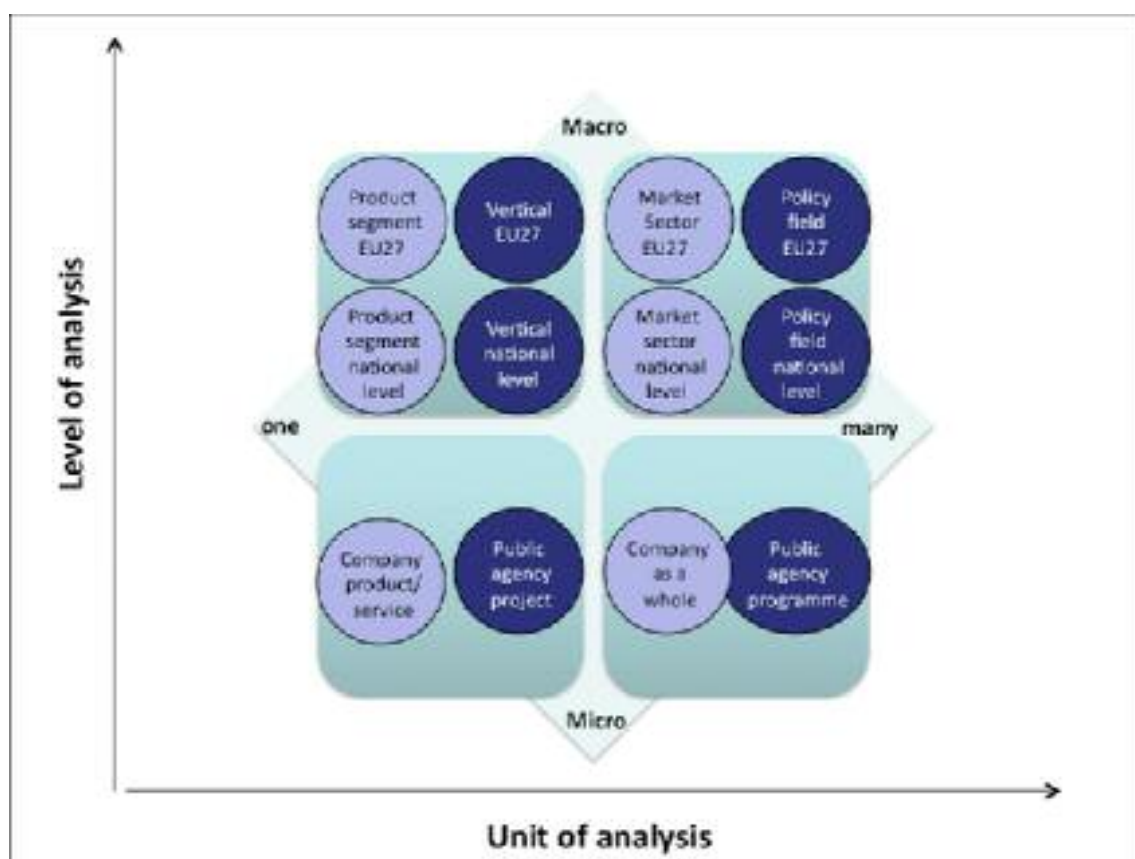 Macro
Product
segment
EU27
Vertical
EU27
Market
Sector
EU27
Policy
field
EU27
Product
segment
national
level
Vertical
national
level
Market
sector
national
level
Policy
field
national
level
one
many
Company
product/
service
Public
agency
project
Company
as a
whole
Public
agency
programme
Micro
Level of analysis
Unit of analysis